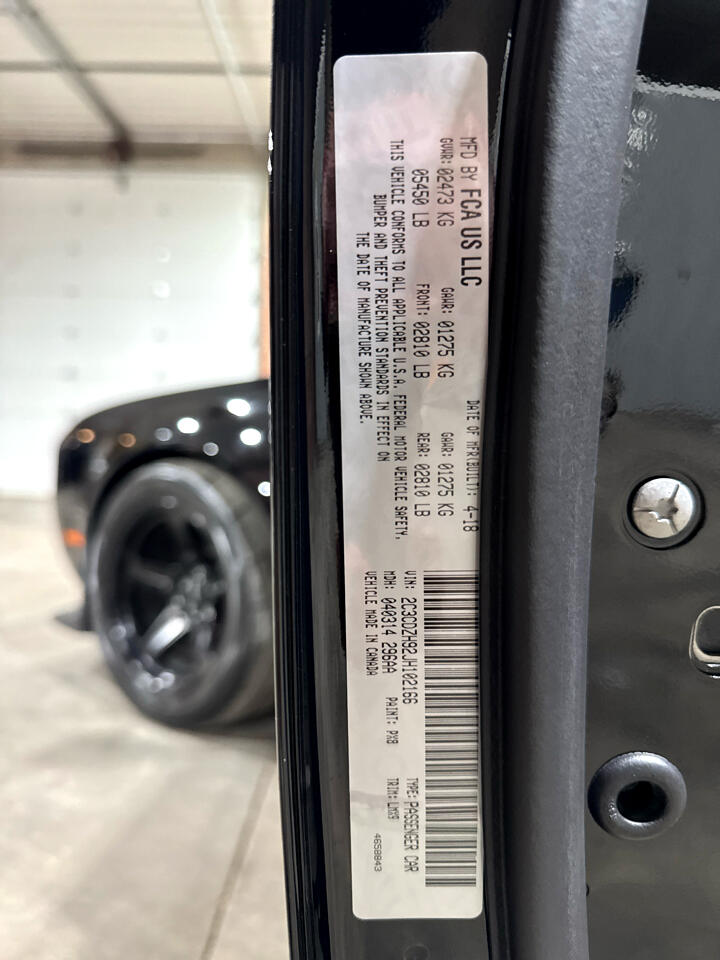 MFD BY FCA US LLC
DATE OF MFR(BUILT): 4-18
GVWR: 02473 KG GAWR: 01275 KG GAWR: 01275 KG
05450 LB FRONT: 02810 LB REAR: 02810 LB
THIS VEHICLE CONFORMS TO ALL APPLICABLE U.S.A. FEDERAL MOTOR VEHICLE SAFETY,
BUMPER AND THEFT PREVENTION STANDARDS IN EFFECT ON
THE DATE OF MANUFACTURE SHOWN ABOVE.
VIN: 2C3CDZH92JH102166 TYPE: PASSENGER CAR
MDH: 040314 296AA PAINT: PX8 TRIM: LMX9
VEHICLE MADE IN CANADA 4658843